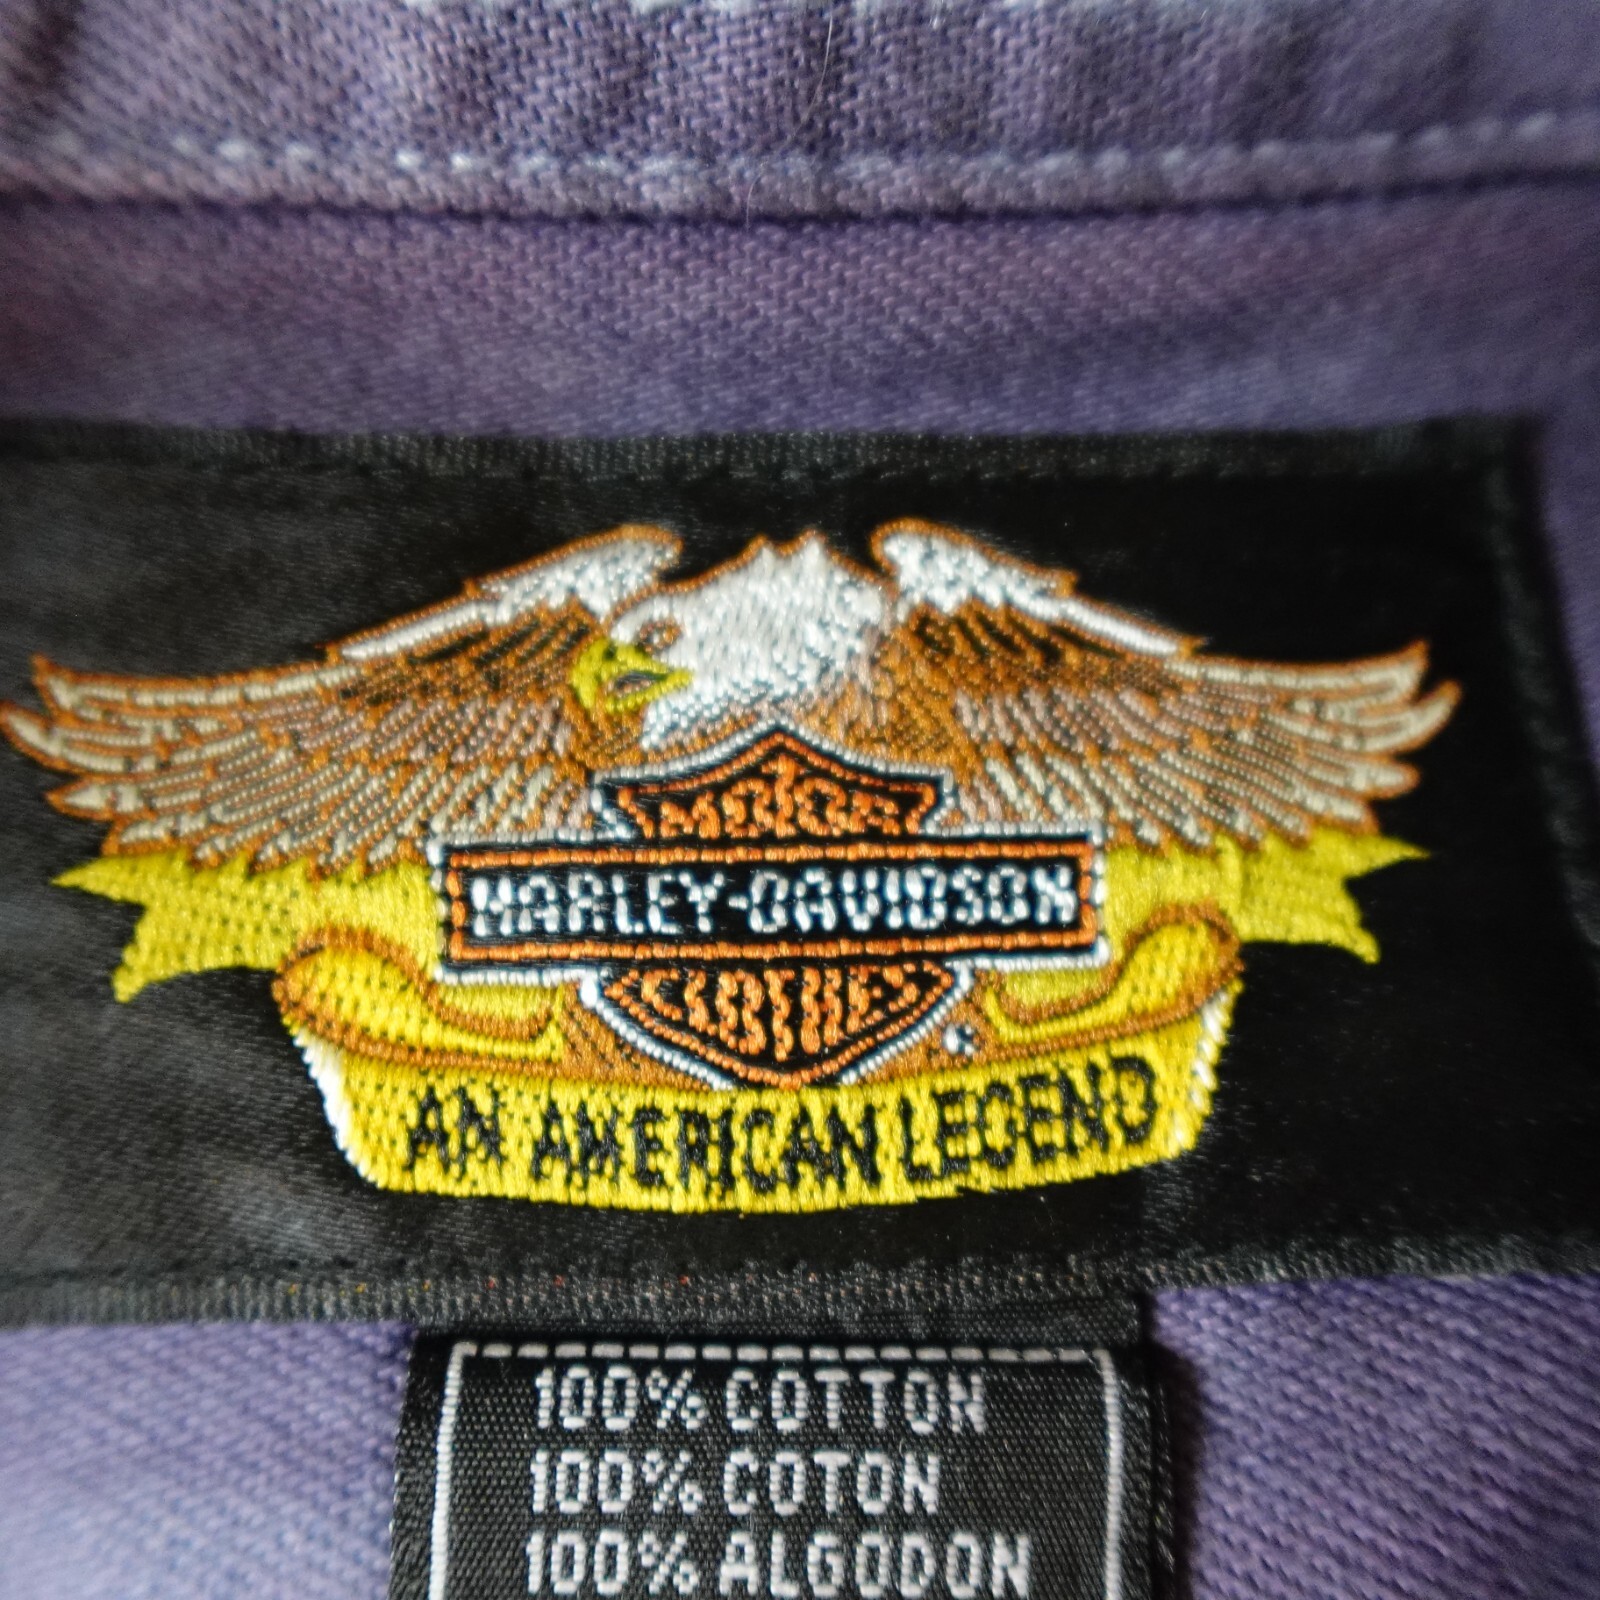 MOTOR
HARLEY-DAVIDSON
CLOTHES
AN AMERICAN LEGEND
100% COTTON
100% COTON
100% ALGODON